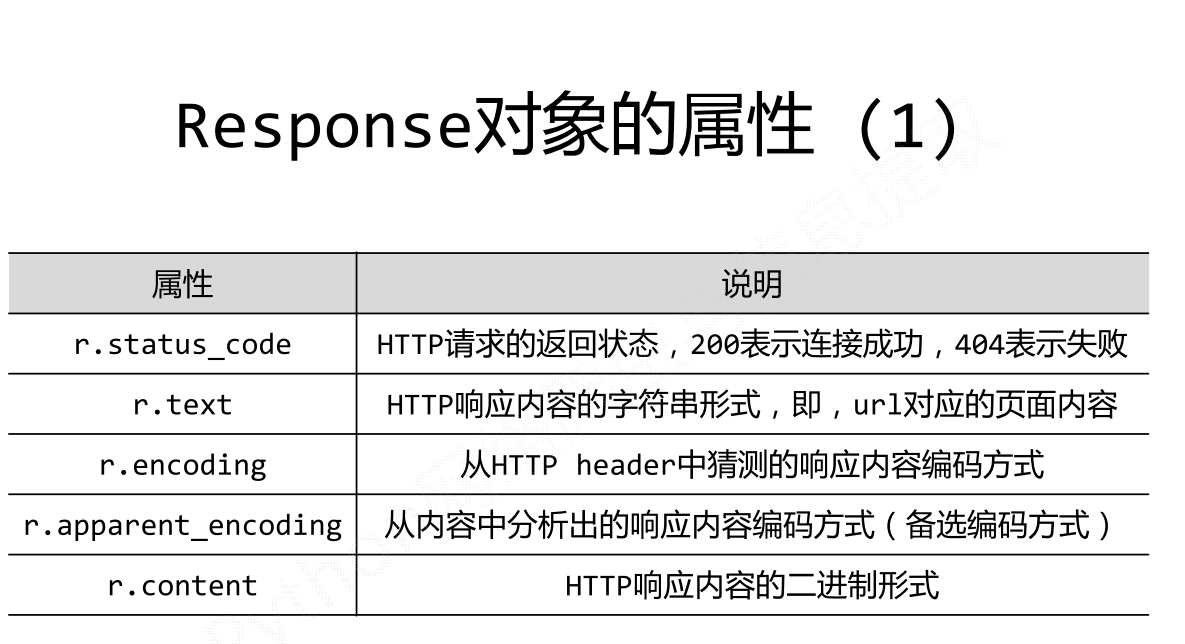 Response对象的属性 (1)
属性 说明
r.status_code HTTP请求的返回状态，200表示连接成功，404表示失败
r.text HTTP响应内容的字符串形式，即，url对应的页面内容
r.encoding 从HTTP header中猜测的响应内容编码方式
r.apparent_encoding 从内容中分析出的响应内容编码方式（备选编码方式）
r.content HTTP响应内容的二进制形式